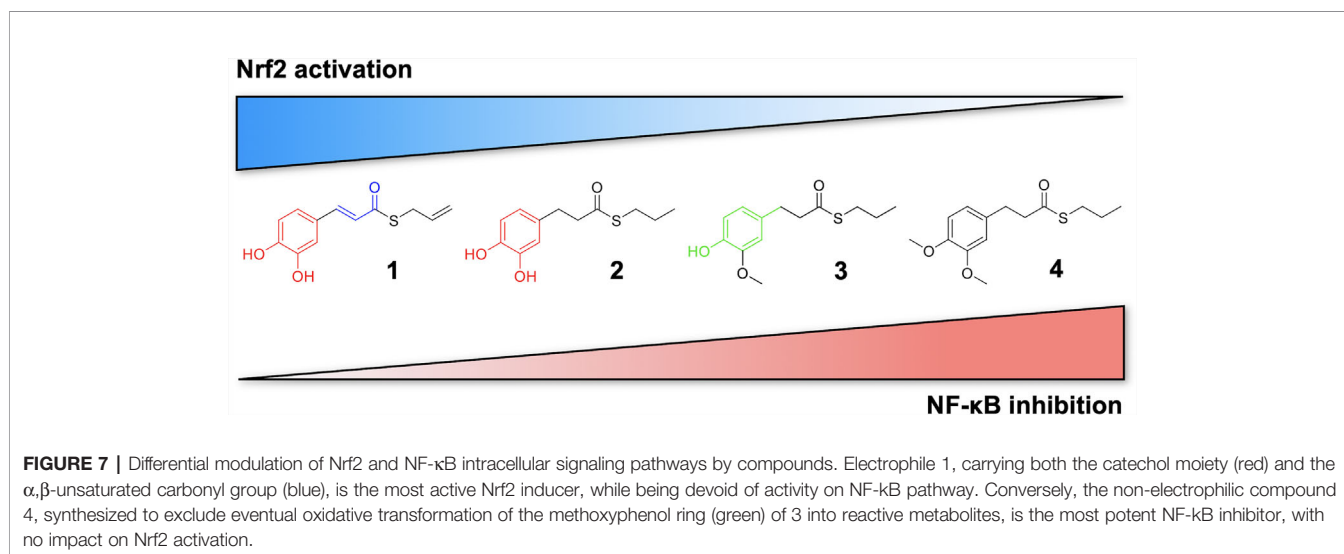 Nrf2 activation
O O O O
S S S S
HO HO HO O
OH OH O O
1 2 3 4
NF-κB inhibition
FIGURE 7 | Differential modulation of Nrf2 and NF-κB intracellular signaling pathways by compounds. Electrophile 1, carrying both the catechol moiety (red) and the
α,β-unsaturated carbonyl group (blue), is the most active Nrf2 inducer, while being devoid of activity on NF-kB pathway. Conversely, the non-electrophilic compound
4, synthesized to exclude eventual oxidative transformation of the methoxyphenol ring (green) of 3 into reactive metabolites, is the most potent NF-kB inhibitor, with
no impact on Nrf2 activation.